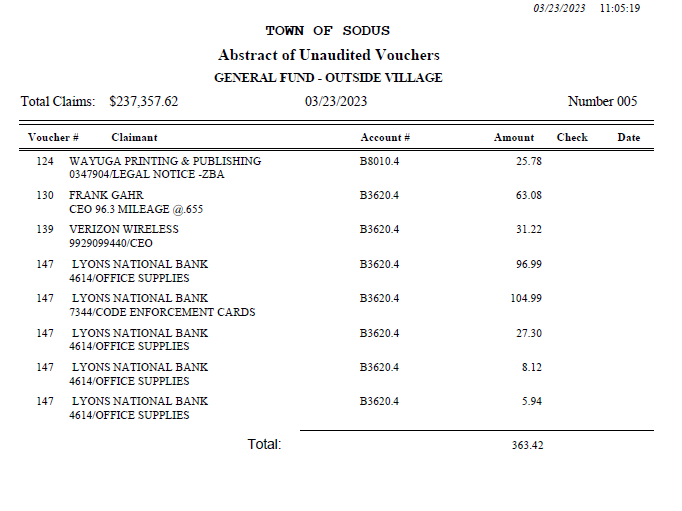 03/23/2023 11:05:19
TOWN OF SODUS
Abstract of Unaudited Vouchers
GENERAL FUND - OUTSIDE VILLAGE
Total Claims: $237,357.62 03/23/2023 Number 005
Voucher # Claimant Account # Amount Check Date
124 WAYUGA PRINTING & PUBLISHING B8010.4 25.78
0347904/LEGAL NOTICE -ZBA
130 FRANK GAHR B3620.4 63.08
CEO 96.3 MILEAGE @.655
139 VERIZON WIRELESS B3620.4 31.22
9929099440/CEO
147 LYONS NATIONAL BANK B3620.4 96.99
4614/OFFICE SUPPLIES
147 LYONS NATIONAL BANK B3620.4 104.99
7344/CODE ENFORCEMENT CARDS
147 LYONS NATIONAL BANK B3620.4 27.30
4614/OFFICE SUPPLIES
147 LYONS NATIONAL BANK B3620.4 8.12
4614/OFFICE SUPPLIES
147 LYONS NATIONAL BANK B3620.4 5.94
4614/OFFICE SUPPLIES
Total: 363.42